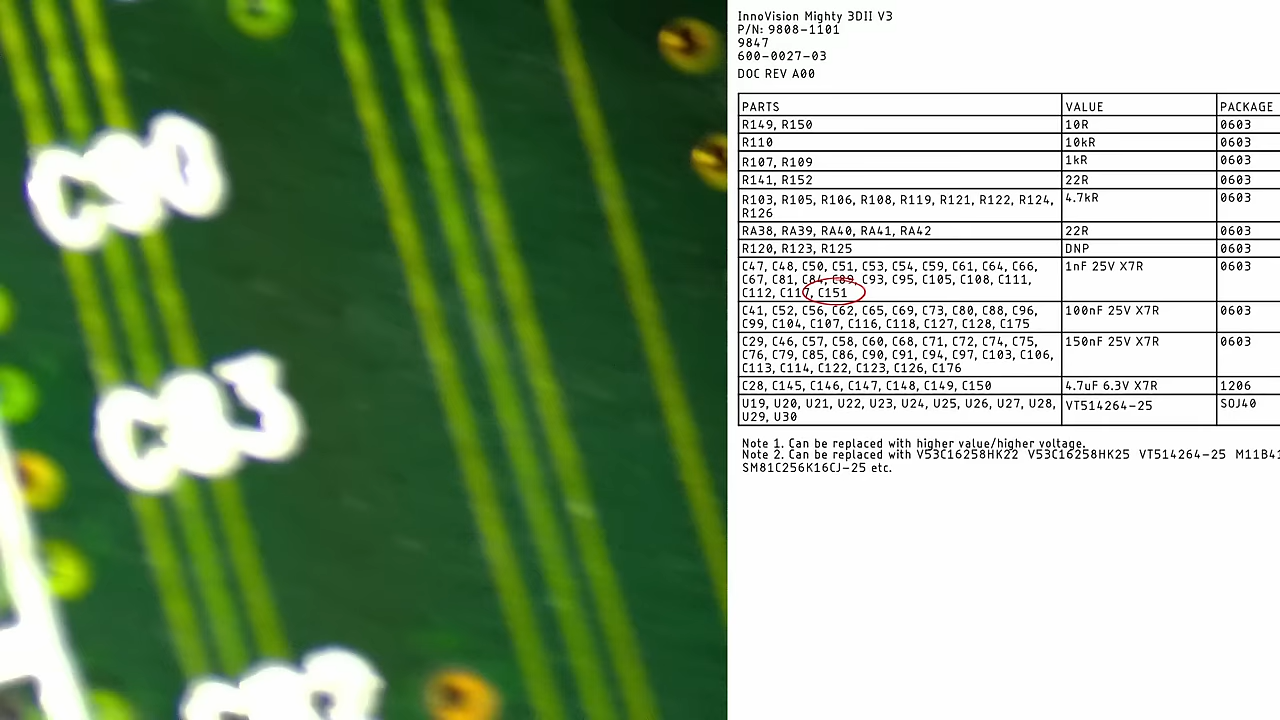 C90
C83
InnoVision Mighty 3DII V3
P/N: 9808-1101
9847
600-0027-03
DOC REV A00
PARTS VALUE PACKAGE
R149, R150 10R 0603
R110 10kR 0603
R107, R109 1kR 0603
R141, R152 22R 0603
R103, R105, R106, R108, R119, R121, R122, R124, 4.7kR 0603
R126
RA38, RA39, RA40, RA41, RA42 22R 0603
R120, R123, R125 DNP 0603
C47, C48, C50, C51, C53, C54, C59, C61, C64, C66, 1nF 25V X7R 0603
C67, C81, C84, C89, C93, C95, C105, C108, C111,
C112, C117, C151
C41, C52, C56, C62, C65, C69, C73, C80, C88, C96, 100nF 25V X7R 0603
C99, C104, C107, C116, C118, C127, C128, C175
C29, C46, C57, C58, C60, C68, C71, C72, C74, C75, 150nF 25V X7R 0603
C76, C79, C85, C86, C90, C91, C94, C97, C103, C106,
C113, C114, C122, C123, C126, C176
C28, C145, C146, C147, C148, C149, C150 4.7uF 6.3V X7R 1206
U19, U20, U21, U22, U23, U24, U25, U26, U27, U28, VT514264-25 SOJ40
U29, U30
Note 1. Can be replaced with higher value/higher voltage.
Note 2. Can be replaced with V53C16258HK22 V53C16258HK25 VT514264-25 M11B41
SM81C256K16CJ-25 etc.